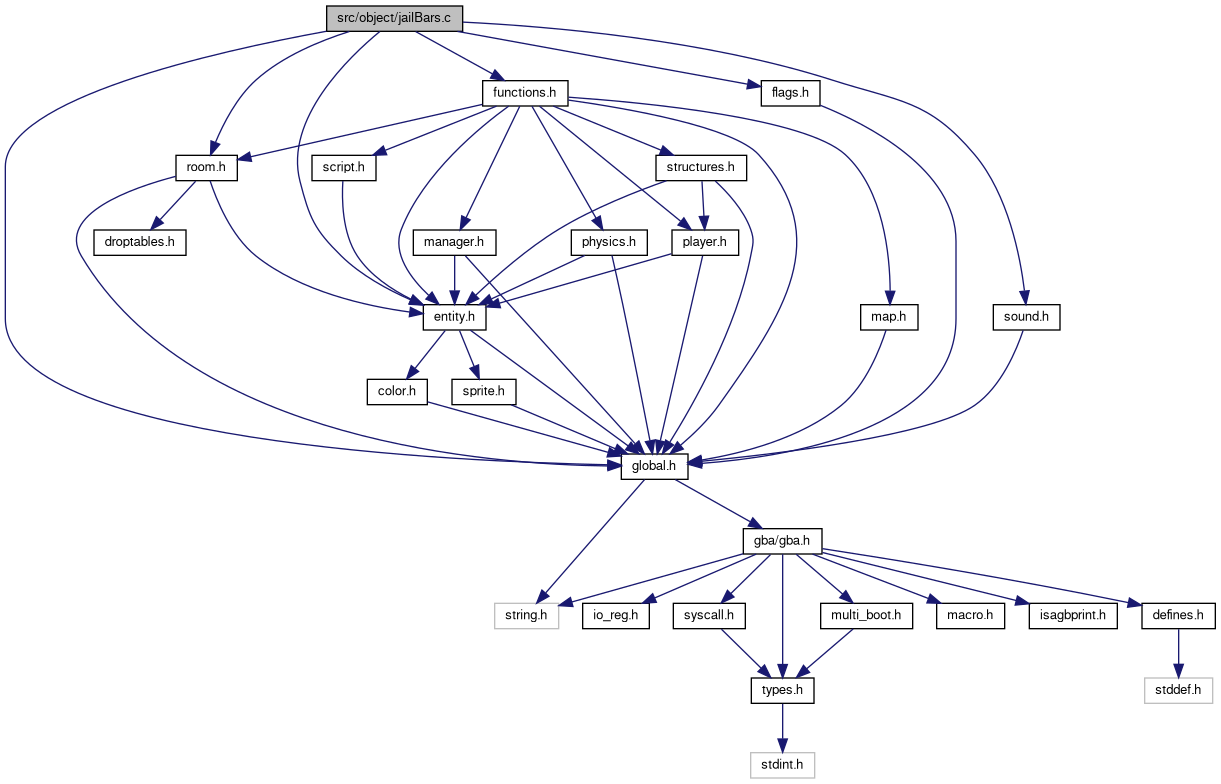 src/object/jailBars.c
functions.h
flags.h
room.h
script.h
structures.h
droptables.h
manager.h
physics.h
player.h
entity.h
map.h
sound.h
color.h
sprite.h
global.h
gba/gba.h
string.h
io_reg.h
syscall.h
multi_boot.h
macro.h
isagbprint.h
defines.h
types.h
stddef.h
stdint.h